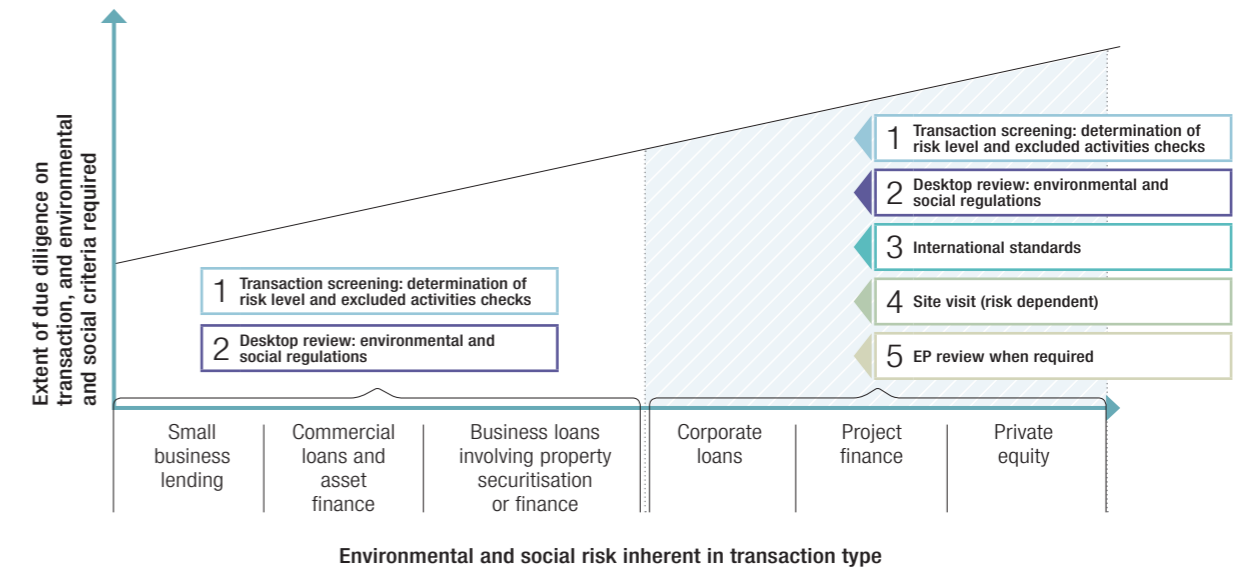 Extent of due diligence on
transaction, and environmental
and social criteria required
1 Transaction screening: determination of
risk level and excluded activities checks
2 Desktop review: environmental and
social regulations
1 Transaction screening: determination of
risk level and excluded activities checks
2 Desktop review: environmental and
social regulations
3 International standards
4 Site visit (risk dependent)
5 EP review when required
Small
business
lending
Commercial
loans and
asset
finance
Business loans
involving property
securitisation
or finance
Corporate
loans
Project
finance
Private
equity
Environmental and social risk inherent in transaction type